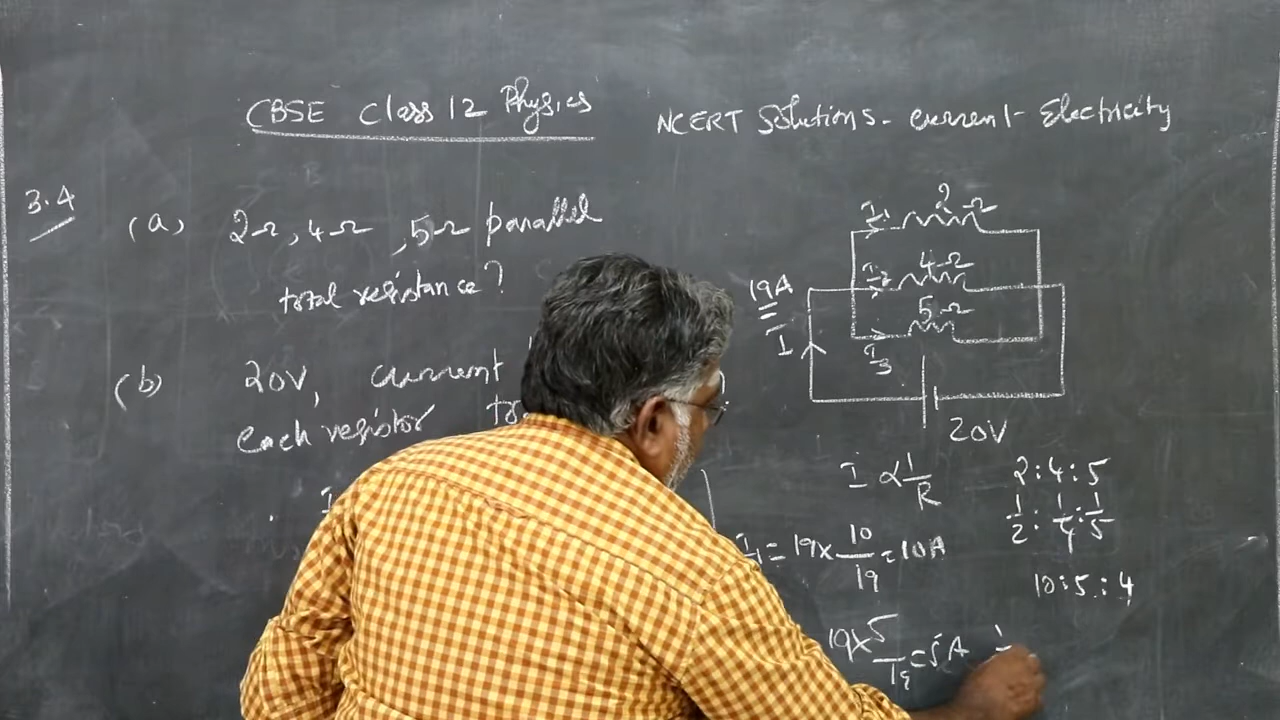 CBSE Class 12 Physics
NCERT Solutions - Current Electricity
3.4
(a) 2Ω, 4Ω, 5Ω parallel
total resistance?
(b) 20V, current
each resistor
I₁ 2Ω
I₂ 4Ω
I₃ 5Ω
19A
I
20V
I ∝ 1/R
2:4:5
1/2 : 1/4 : 1/5
10:5:4
I₁ = 19 × 10/19 = 10A
19 × 5/19 = 5A